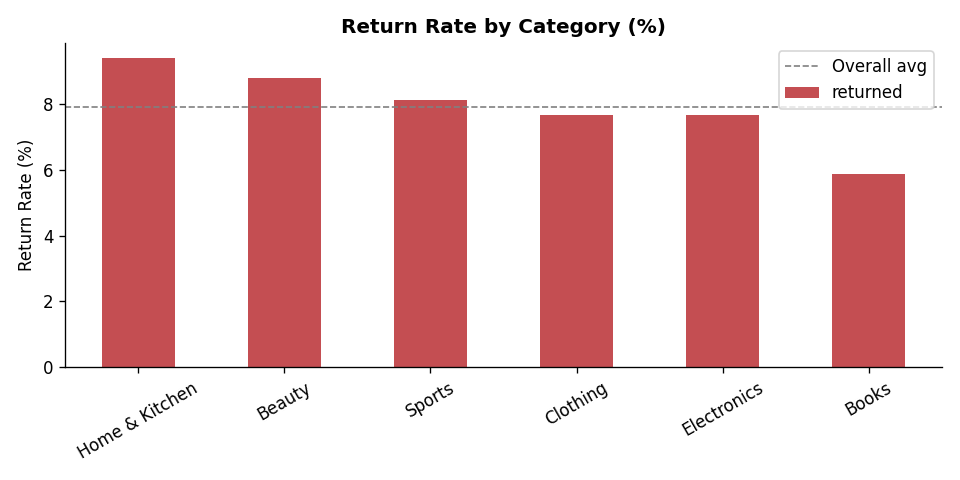 Return Rate by Category (%)
Overall avg
returned
Return Rate (%)
8
6
4
2
0
Home & Kitchen
Beauty
Sports
Clothing
Electronics
Books